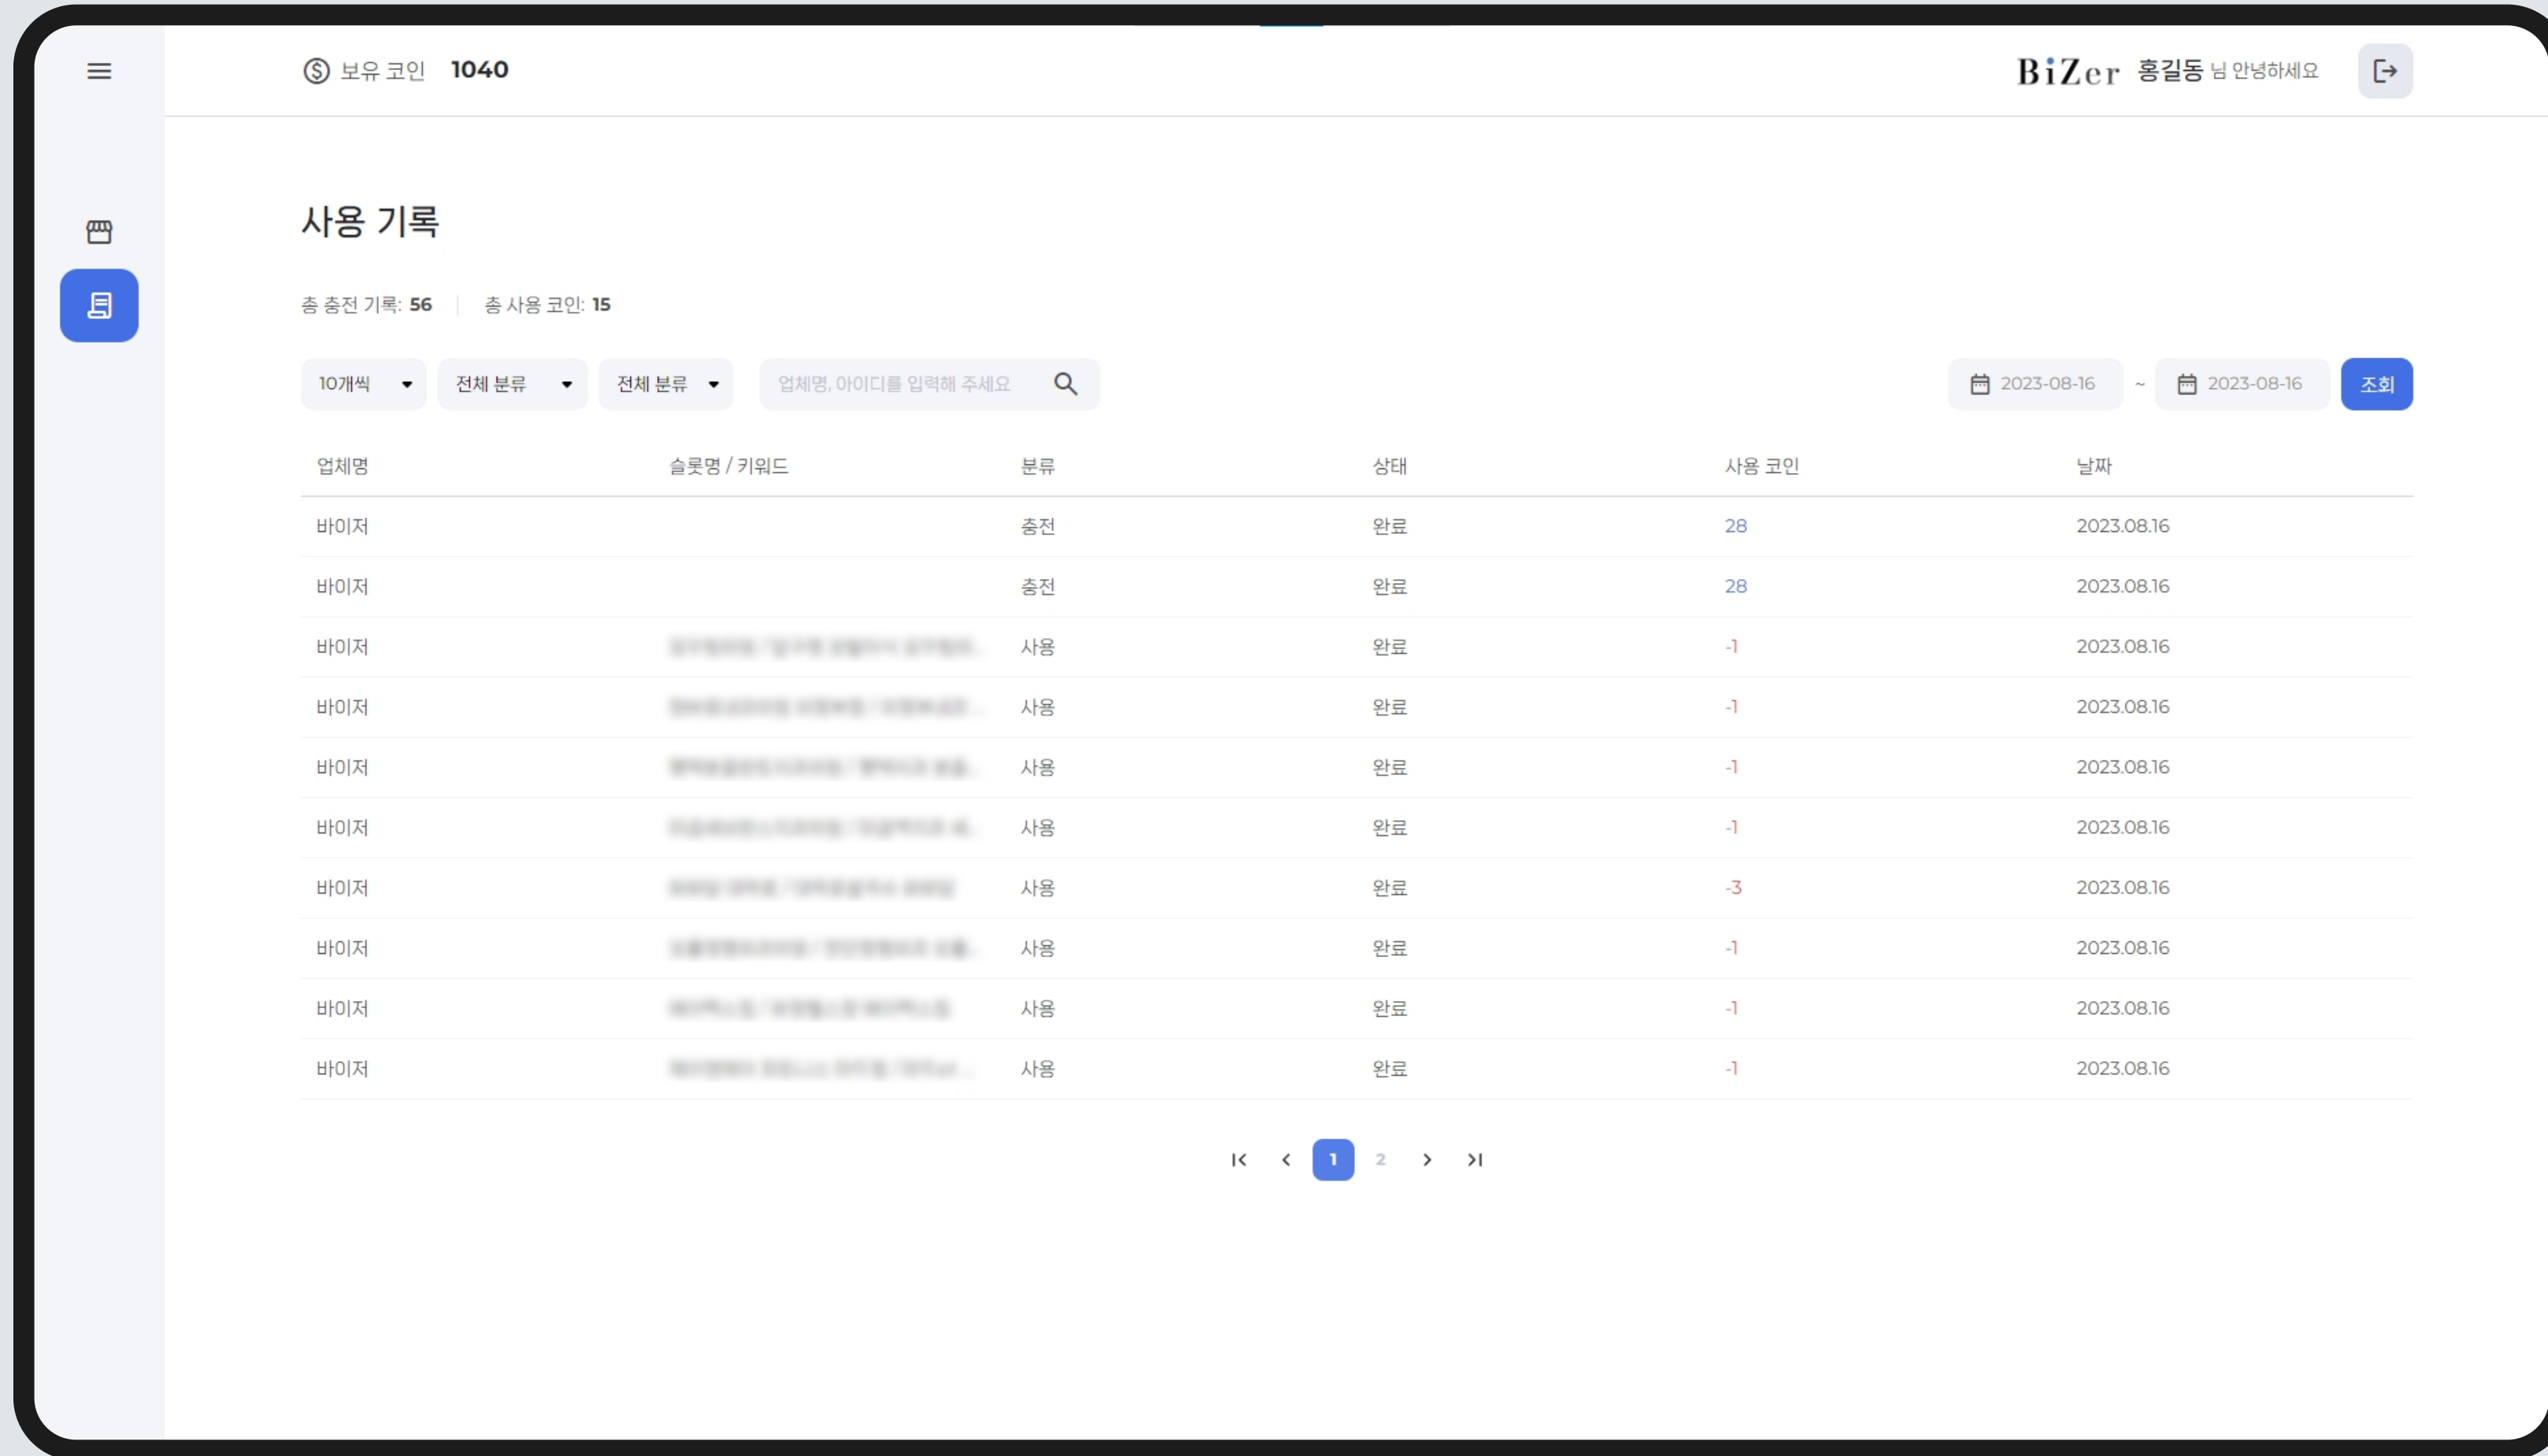 보유 코인 1040
BiZer 홍길동 님 안녕하세요
사용 기록
총 충전 기록: 56 총 사용 코인: 15
10개씩 전체 분류 전체 분류 업체명, 아이디를 입력해 주세요 2023-08-16 ~ 2023-08-16 조회
업체명 슬롯명 / 키워드 분류 상태 사용 코인 날짜
바이저 충전 완료 28 2023.08.16
바이저 충전 완료 28 2023.08.16
바이저 사용 완료 -1 2023.08.16
바이저 사용 완료 -1 2023.08.16
바이저 사용 완료 -1 2023.08.16
바이저 사용 완료 -1 2023.08.16
바이저 사용 완료 -3 2023.08.16
바이저 사용 완료 -1 2023.08.16
바이저 사용 완료 -1 2023.08.16
바이저 사용 완료 -1 2023.08.16
1 2